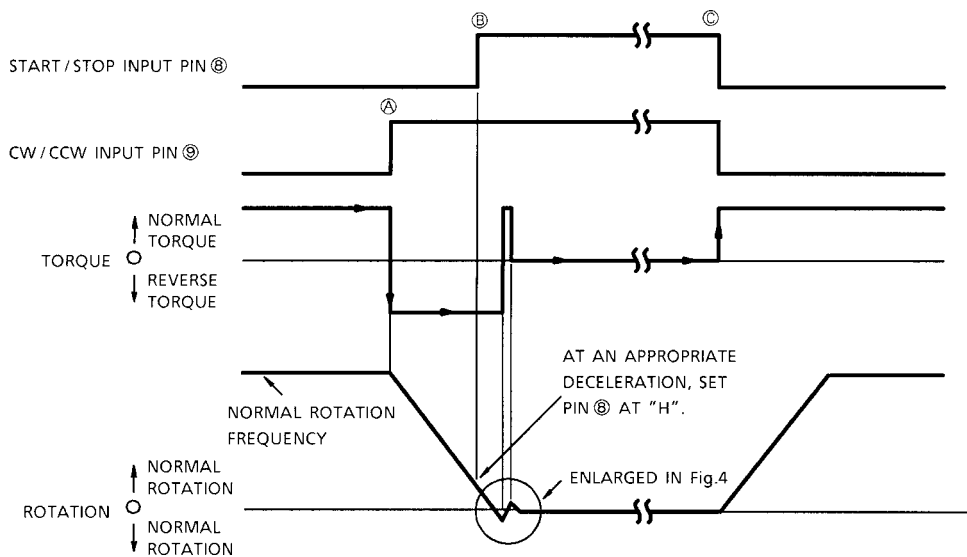 Ⓑ
Ⓒ
START/STOP INPUT PIN ⑧
Ⓐ
CW/CCW INPUT PIN ⑨
NORMAL
TORQUE
TORQUE
REVERSE
TORQUE
AT AN APPROPRIATE
DECELERATION, SET
PIN ⑧ AT "H".
NORMAL ROTATION
FREQUENCY
ENLARGED IN Fig.4
NORMAL
ROTATION
ROTATION
NORMAL
ROTATION